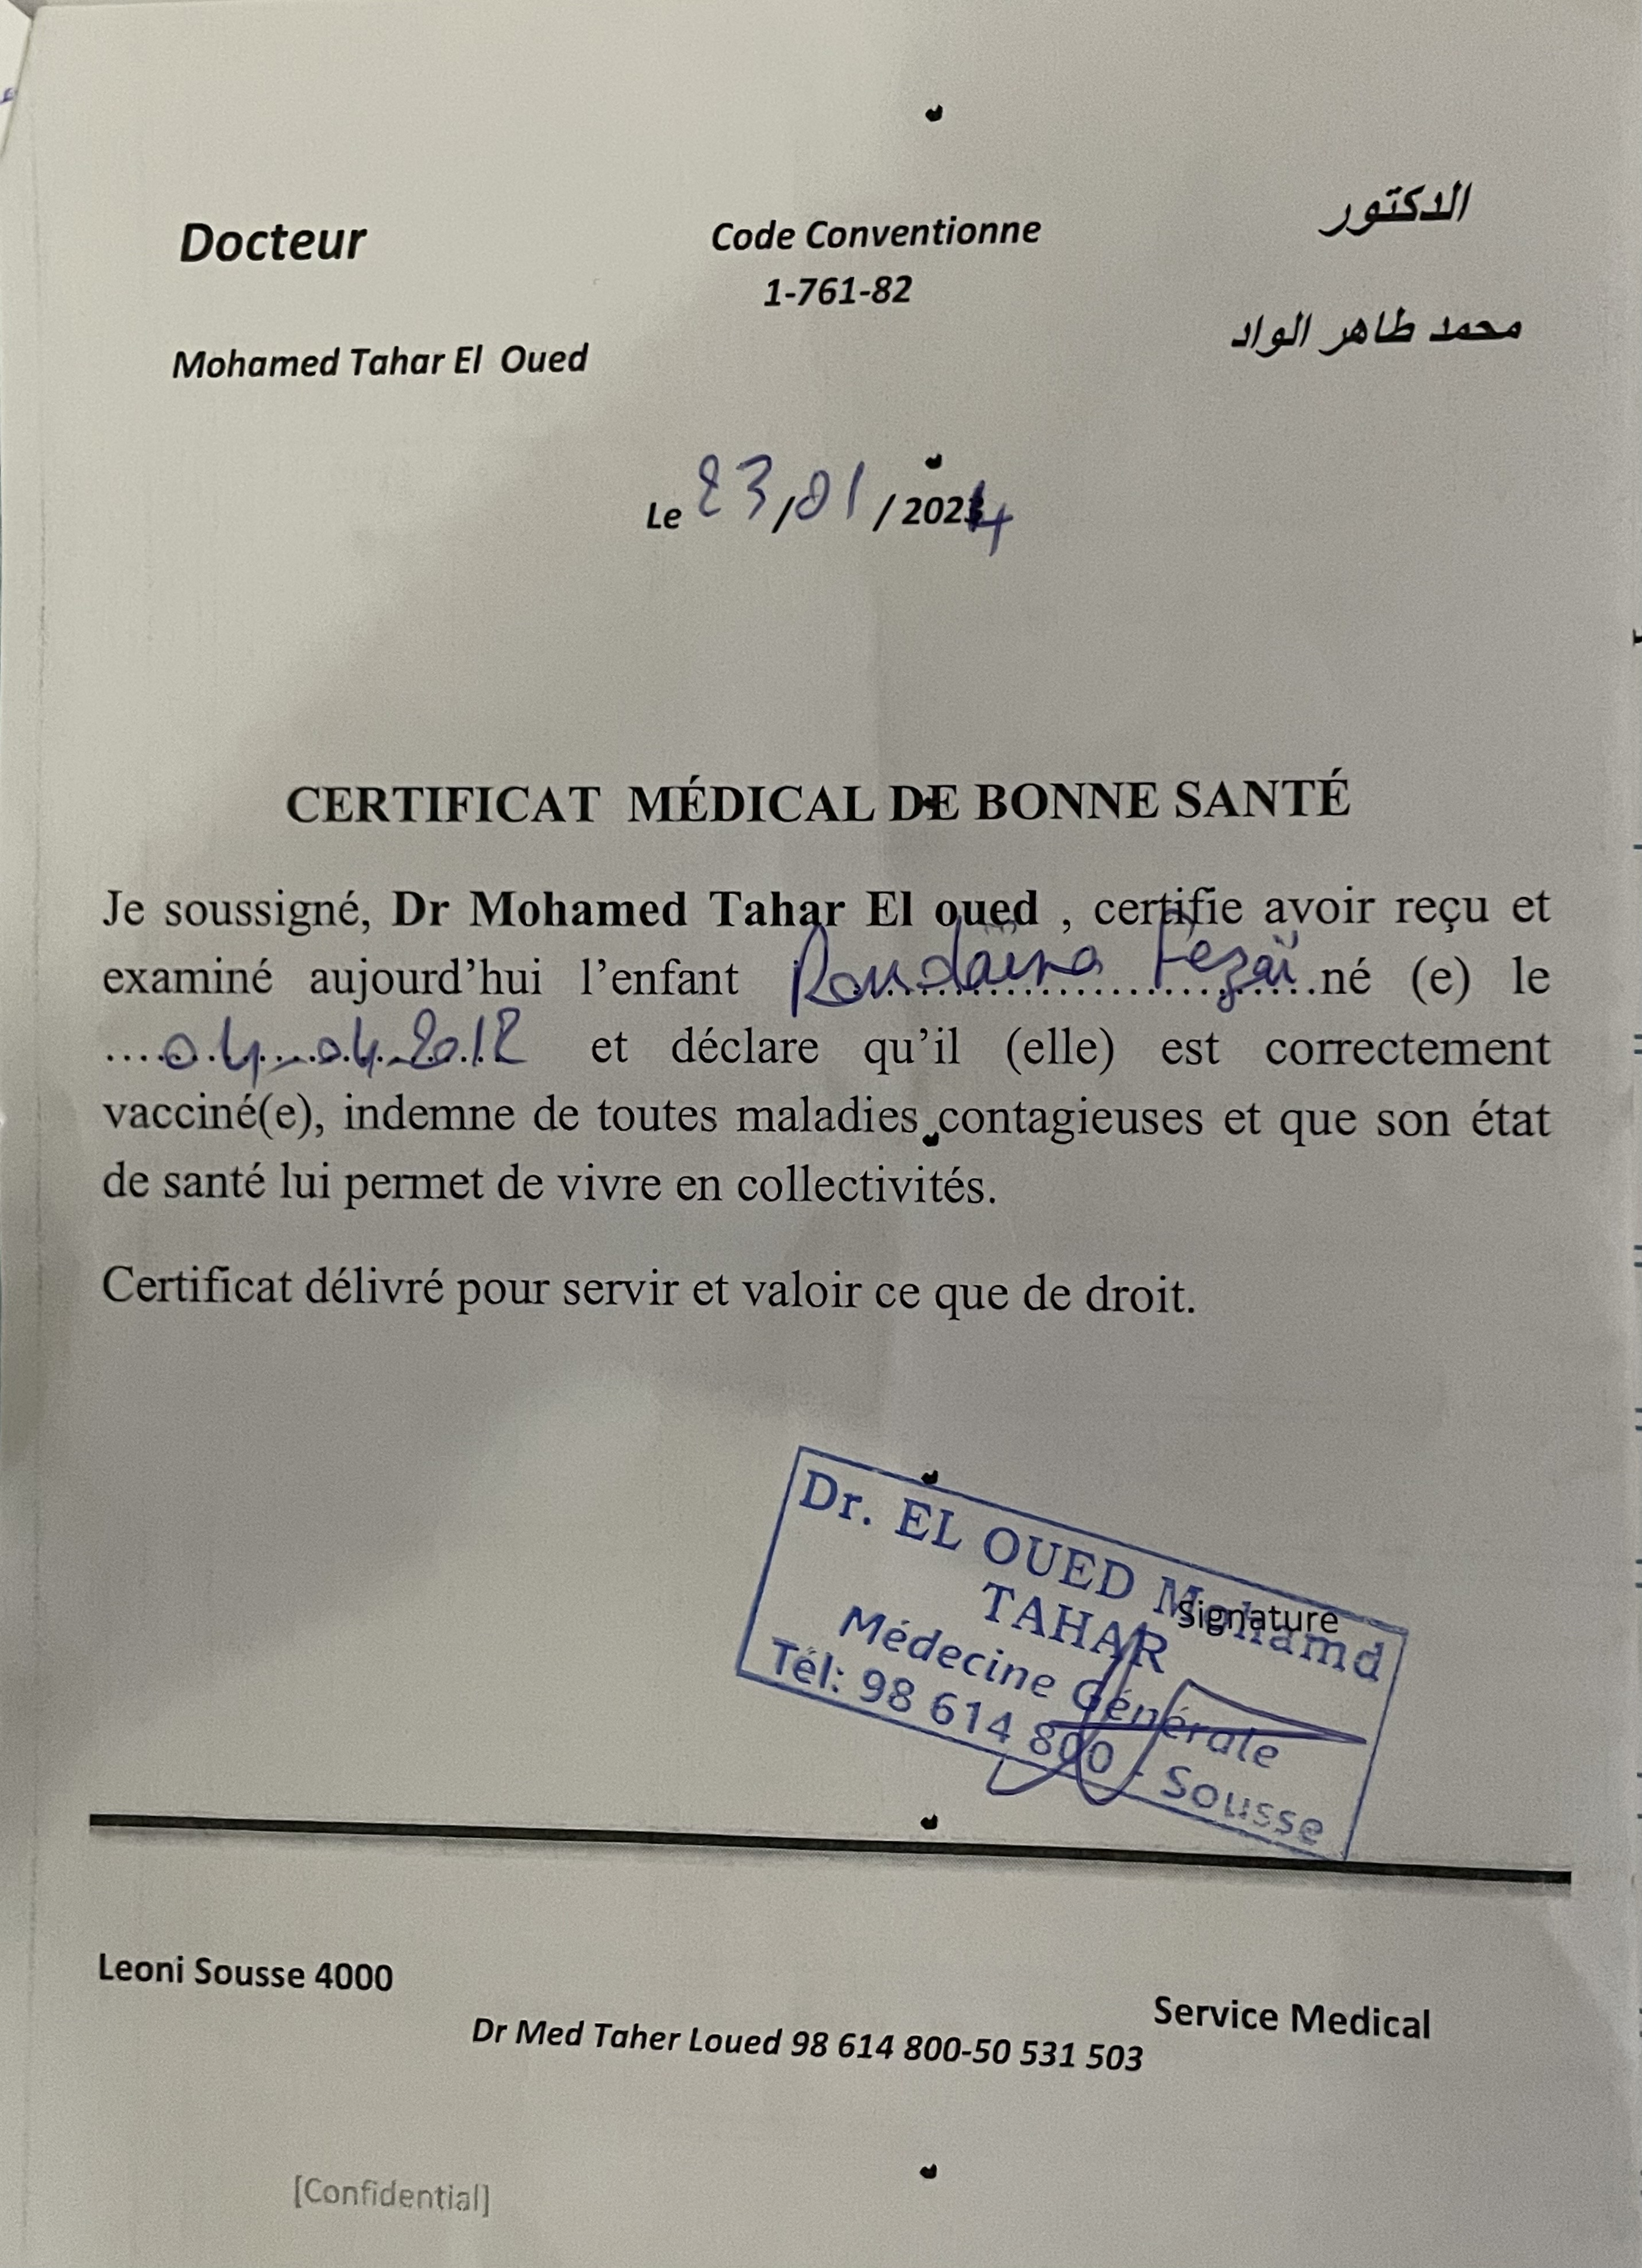 Docteur
Code Conventionne
الدكتور
1-761-82
Mohamed Tahar El Oued
محمد طاهر الواد
Le 23/01/2024
CERTIFICAT MÉDICAL DE BONNE SANTÉ
Je soussigné, Dr Mohamed Tahar El oued , certifie avoir reçu et
examiné aujourd’hui l’enfant Roudaïna Fezaï né (e) le
....04-04-2012 et déclare qu’il (elle) est correctement
vacciné(e), indemne de toutes maladies contagieuses et que son état
de santé lui permet de vivre en collectivités.
Certificat délivré pour servir et valoir ce que de droit.
Dr. EL OUED Mohamd
TAHAR
signature
Médecine Générale
Tél: 98 614 800 - Sousse
Leoni Sousse 4000
Service Medical
Dr Med Taher Loued 98 614 800-50 531 503
[Confidential]